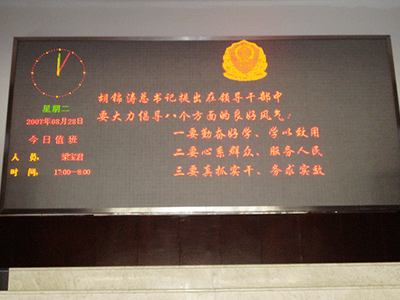 星期二
2007年08月28日
今日值班
人 员: 梁宝君
时 间: 17:00—8:00
胡锦涛总书记提出在领导干部中
要大力倡导八个方面的良好风气:
一要勤奋好学、学以致用
二要心系群众、服务人民
三要真抓实干、务求实效